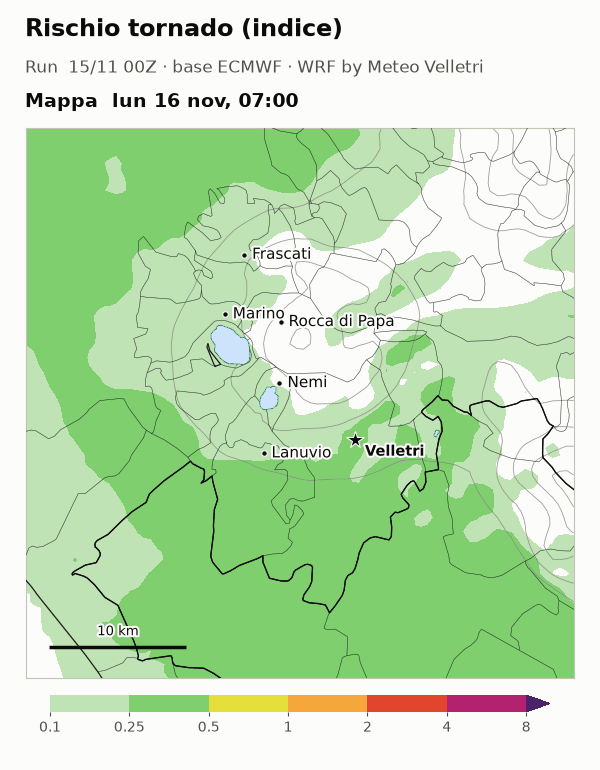 Rischio tornado (indice)
Run  15/11 00Z · base ECMWF · WRF by Meteo Velletri
Mappa  lun 16 nov, 07:00
Frascati
Marino
Rocca di Papa
Nemi
Velletri
Lanuvio
10 km
0.1 0.25 0.5 1 2 4 8